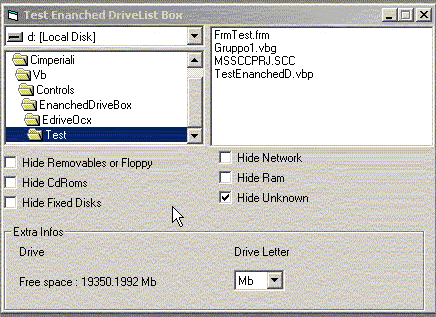 Test Enanched DriveList Box
d: [Local Disk]
Cimperiali
Vb
Controls
EnanchedDriveBox
EdriveOcx
Test
FrmTest.frm
Gruppo1.vbg
MSSCCPRJ.SCC
TestEnanchedD.vbp
Hide Removables or Floppy
Hide CdRoms
Hide Fixed Disks
Hide Network
Hide Ram
Hide Unknown
Extra Infos
Drive
Drive Letter
Free space : 19350.1992 Mb
Mb